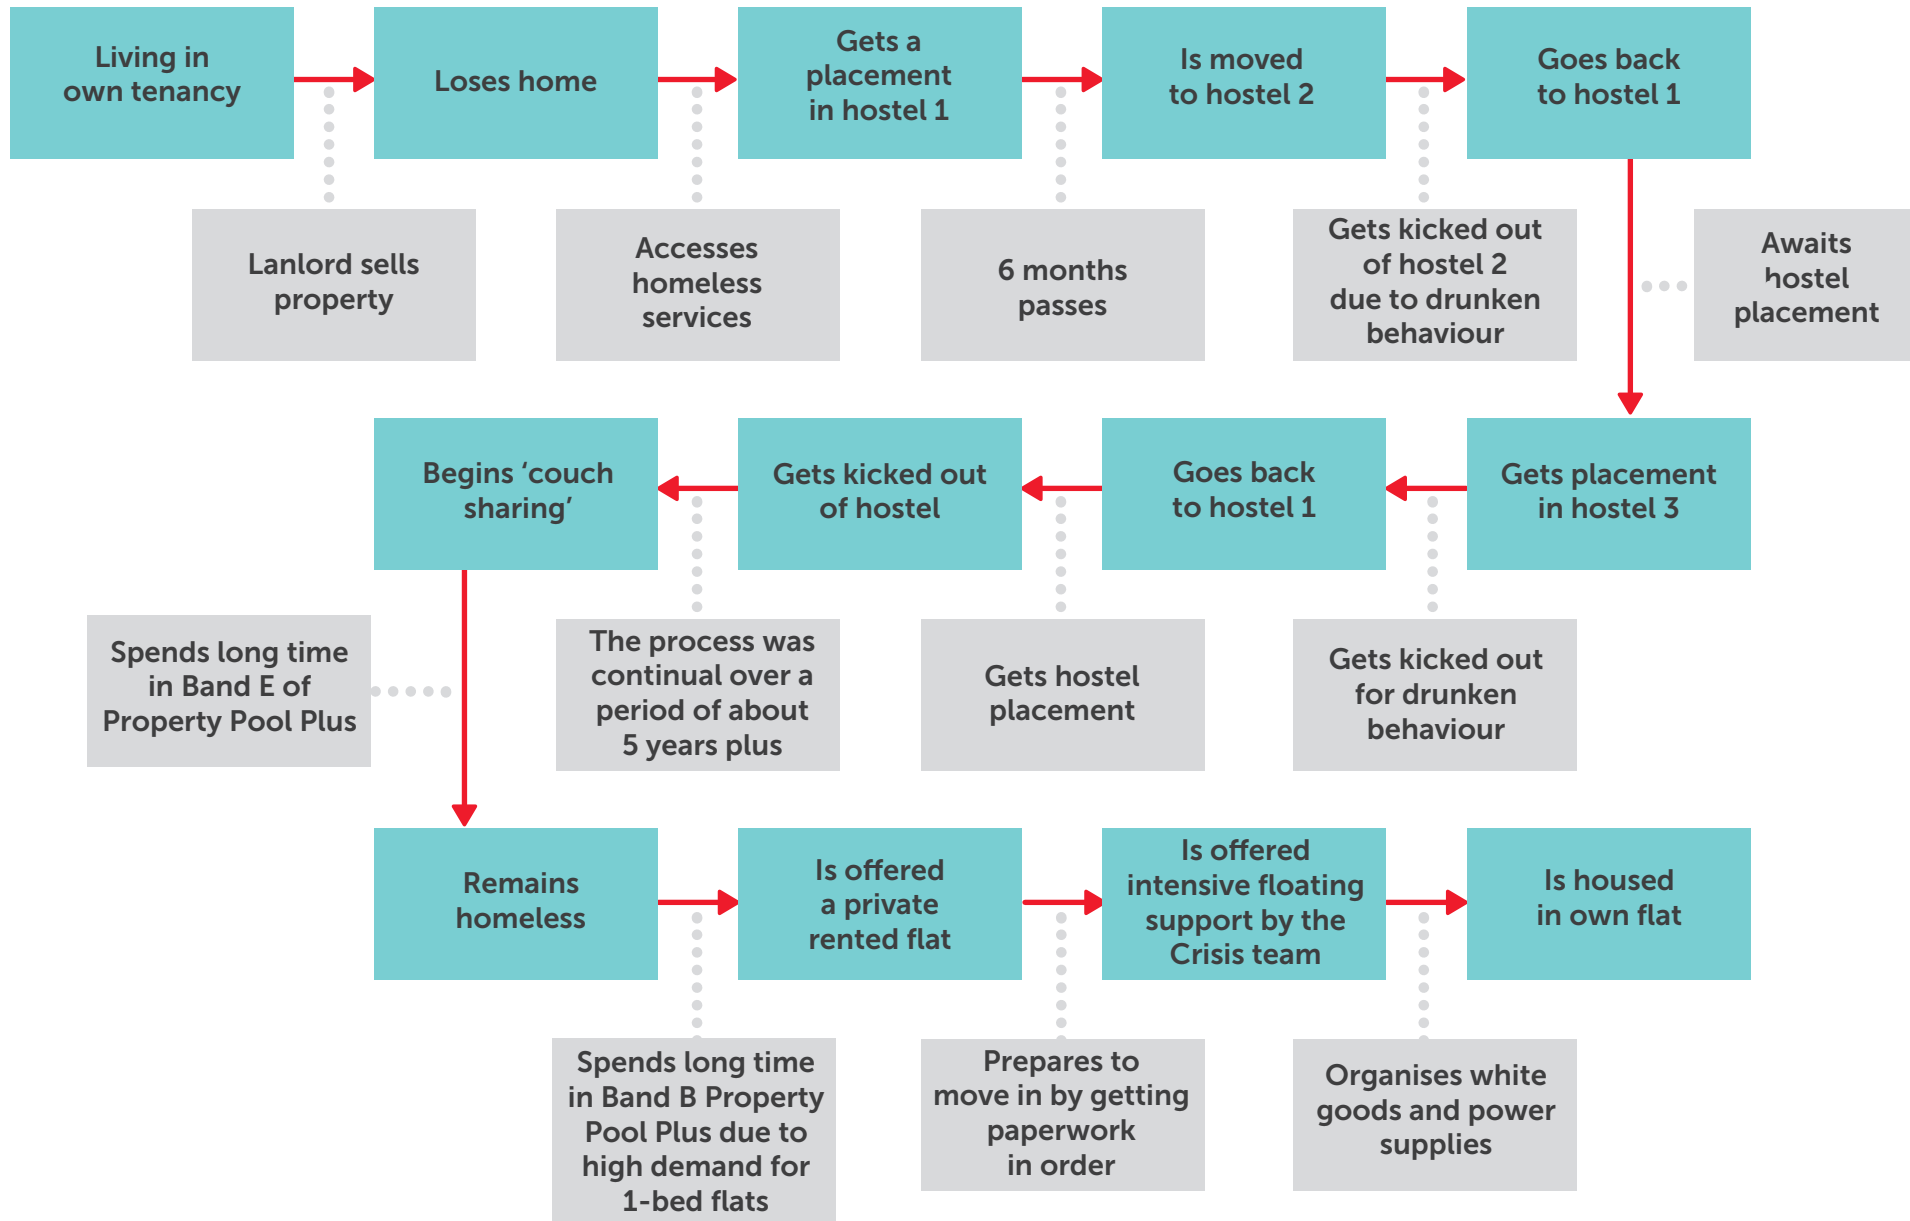 Living in
own tenancy
Loses home
Gets a
placement
in hostel 1
Is moved
to hostel 2
Goes back
to hostel 1
Lanlord sells
property
Accesses
homeless
services
6 months
passes
Gets kicked out
of hostel 2
due to drunken
behaviour
Awaits
hostel
placement
Gets placement
in hostel 3
Goes back
to hostel 1
Gets kicked out
of hostel
Begins ‘couch
sharing’
Gets kicked out
for drunken
behaviour
Gets hostel
placement
The process was
continual over a
period of about
5 years plus
Spends long time
in Band E of
Property Pool Plus
Remains
homeless
Is offered
a private
rented flat
Is offered
intensive floating
support by the
Crisis team
Is housed
in own flat
Spends long time
in Band B Property
Pool Plus due to
high demand for
1-bed flats
Prepares to
move in by getting
paperwork
in order
Organises white
goods and power
supplies